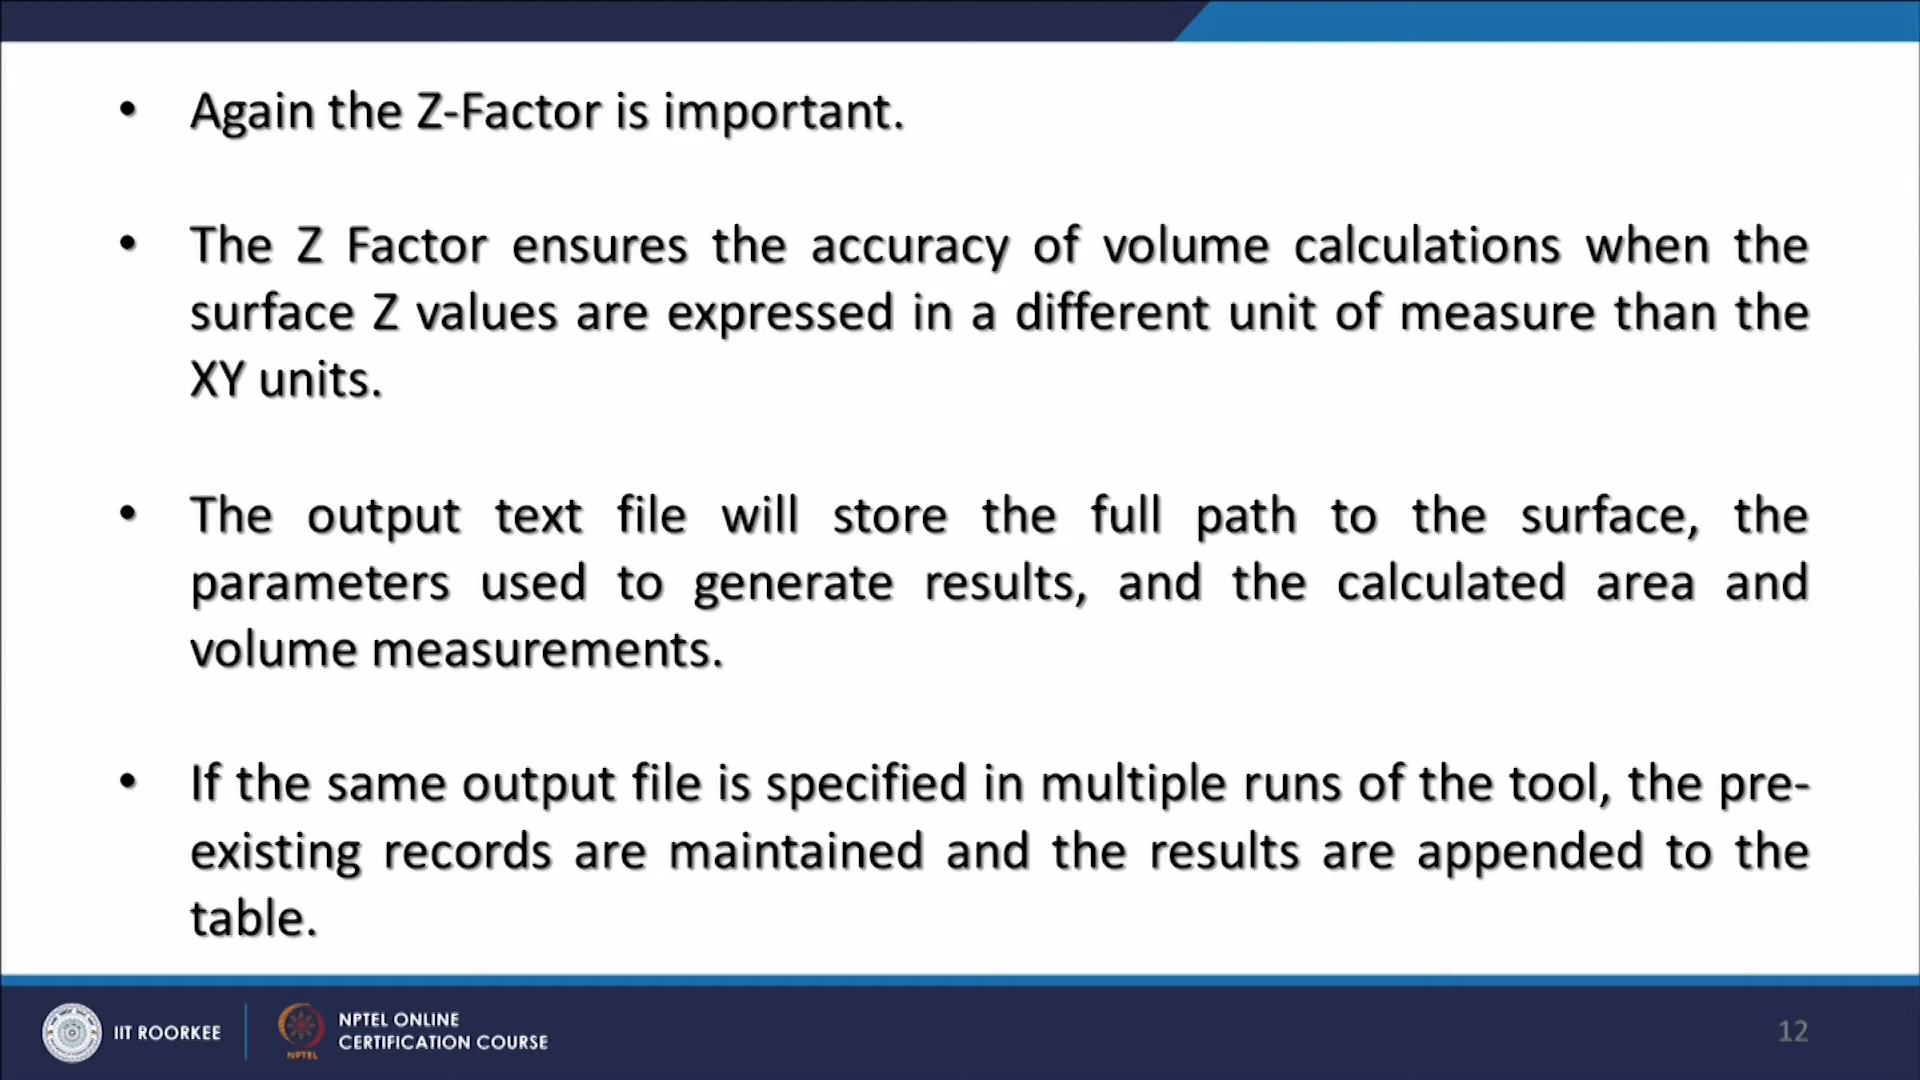 • Again the Z-Factor is important.
• The Z Factor ensures the accuracy of volume calculations when the
surface Z values are expressed in a different unit of measure than the
XY units.
• The output text file will store the full path to the surface, the
parameters used to generate results, and the calculated area and
volume measurements.
• If the same output file is specified in multiple runs of the tool, the pre-
existing records are maintained and the results are appended to the
table.
IIT ROORKEE
NPTEL
NPTEL ONLINE
CERTIFICATION COURSE
12